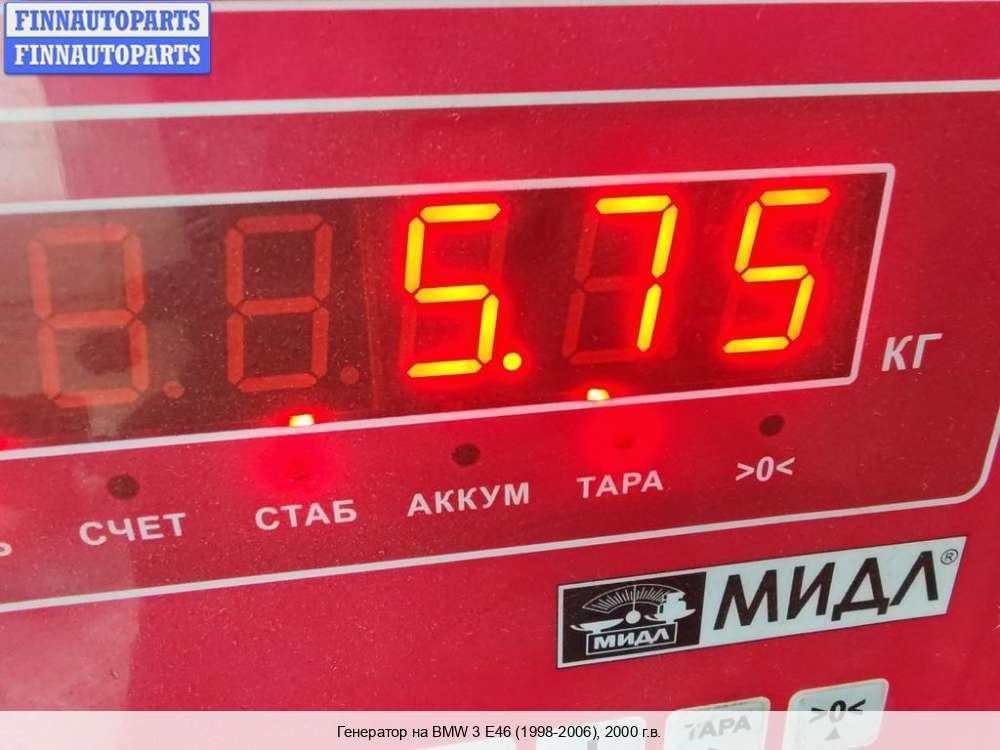 FINNAUTOPARTS
FINNAUTOPARTS
5.75
КГ
СЧЕТ СТАБ АККУМ ТАРА >0<
МИДЛ МИДЛ®
ТАРА >0<
Генератор на BMW 3 E46 (1998-2006), 2000 г.в.